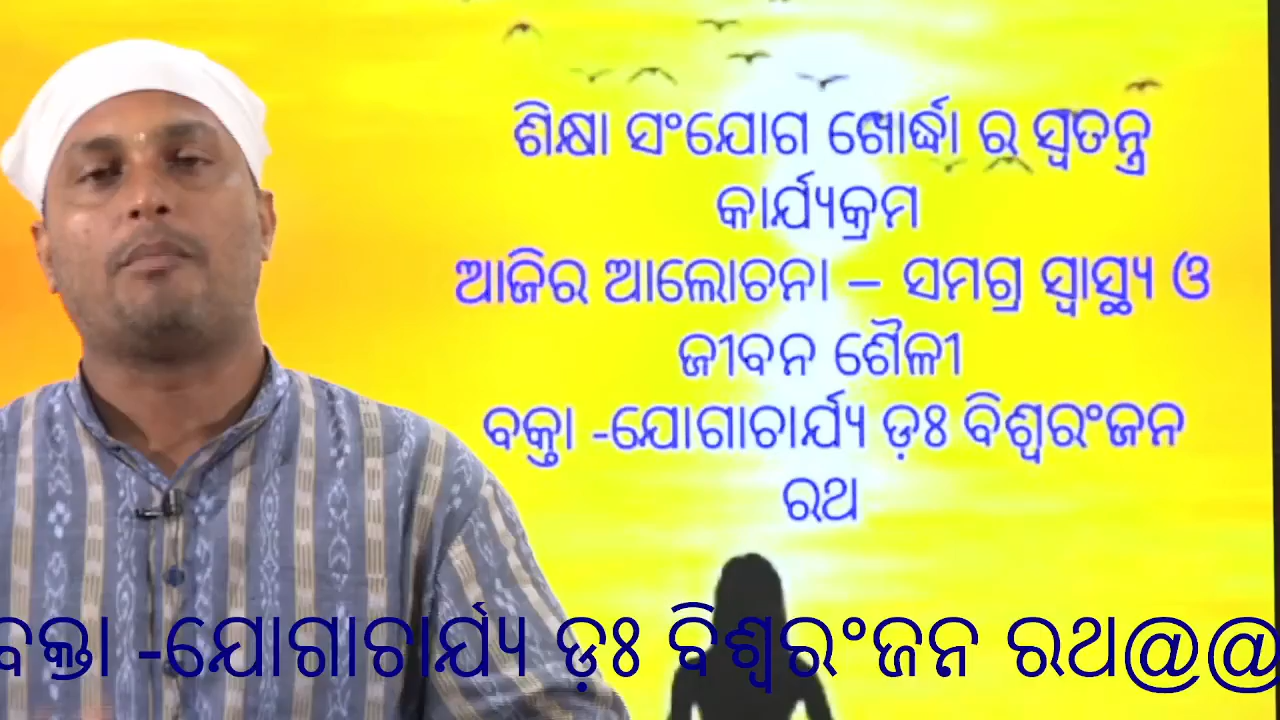 ଶିକ୍ଷା ସଂଯୋଗ ଖୋର୍ଦ୍ଧା ର ସ୍ୱତନ୍ତ୍ର
କାର୍ଯ୍ୟକ୍ରମ
ଆଜିର ଆଲୋଚନା – ସମଗ୍ର ସ୍ୱାସ୍ଥ୍ୟ ଓ
ଜୀବନ ଶୈଳୀ
ବକ୍ତା -ଯୋଗାଚାର୍ଯ୍ୟ ଡ଼ଃ ବିଶ୍ୱରଂଜନ
ରଥ
ବକ୍ତା -ଯୋଗାଚାର୍ଯ୍ୟ ଡ଼ଃ ବିଶ୍ୱରଂଜନ ରଥ@@